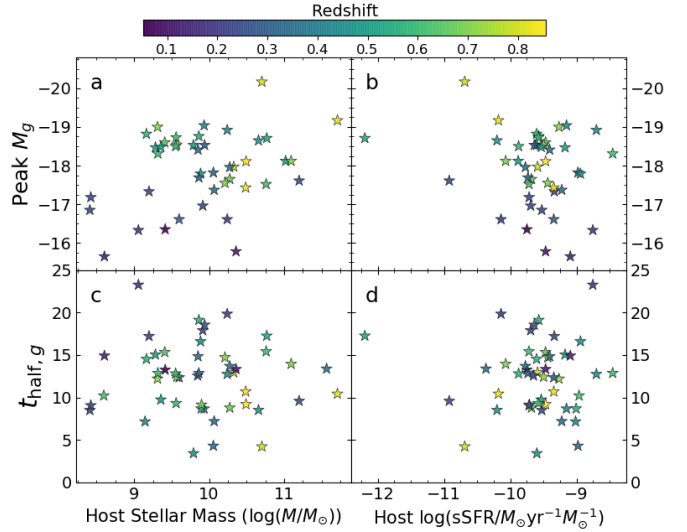 Redshift
0.1 0.2 0.3 0.4 0.5 0.6 0.7 0.8
a
b
Peak M_g
−20 −20
−19 −19
−18 −18
−17 −17
−16 −16
25 25
c
d
t_half, g
20 20
15 15
10 10
5 5
0 0
9 10 11 −12 −11 −10 −9
Host Stellar Mass (log(M/M⊙)) Host log(sSFR/M⊙yr⁻¹M⊙⁻¹)